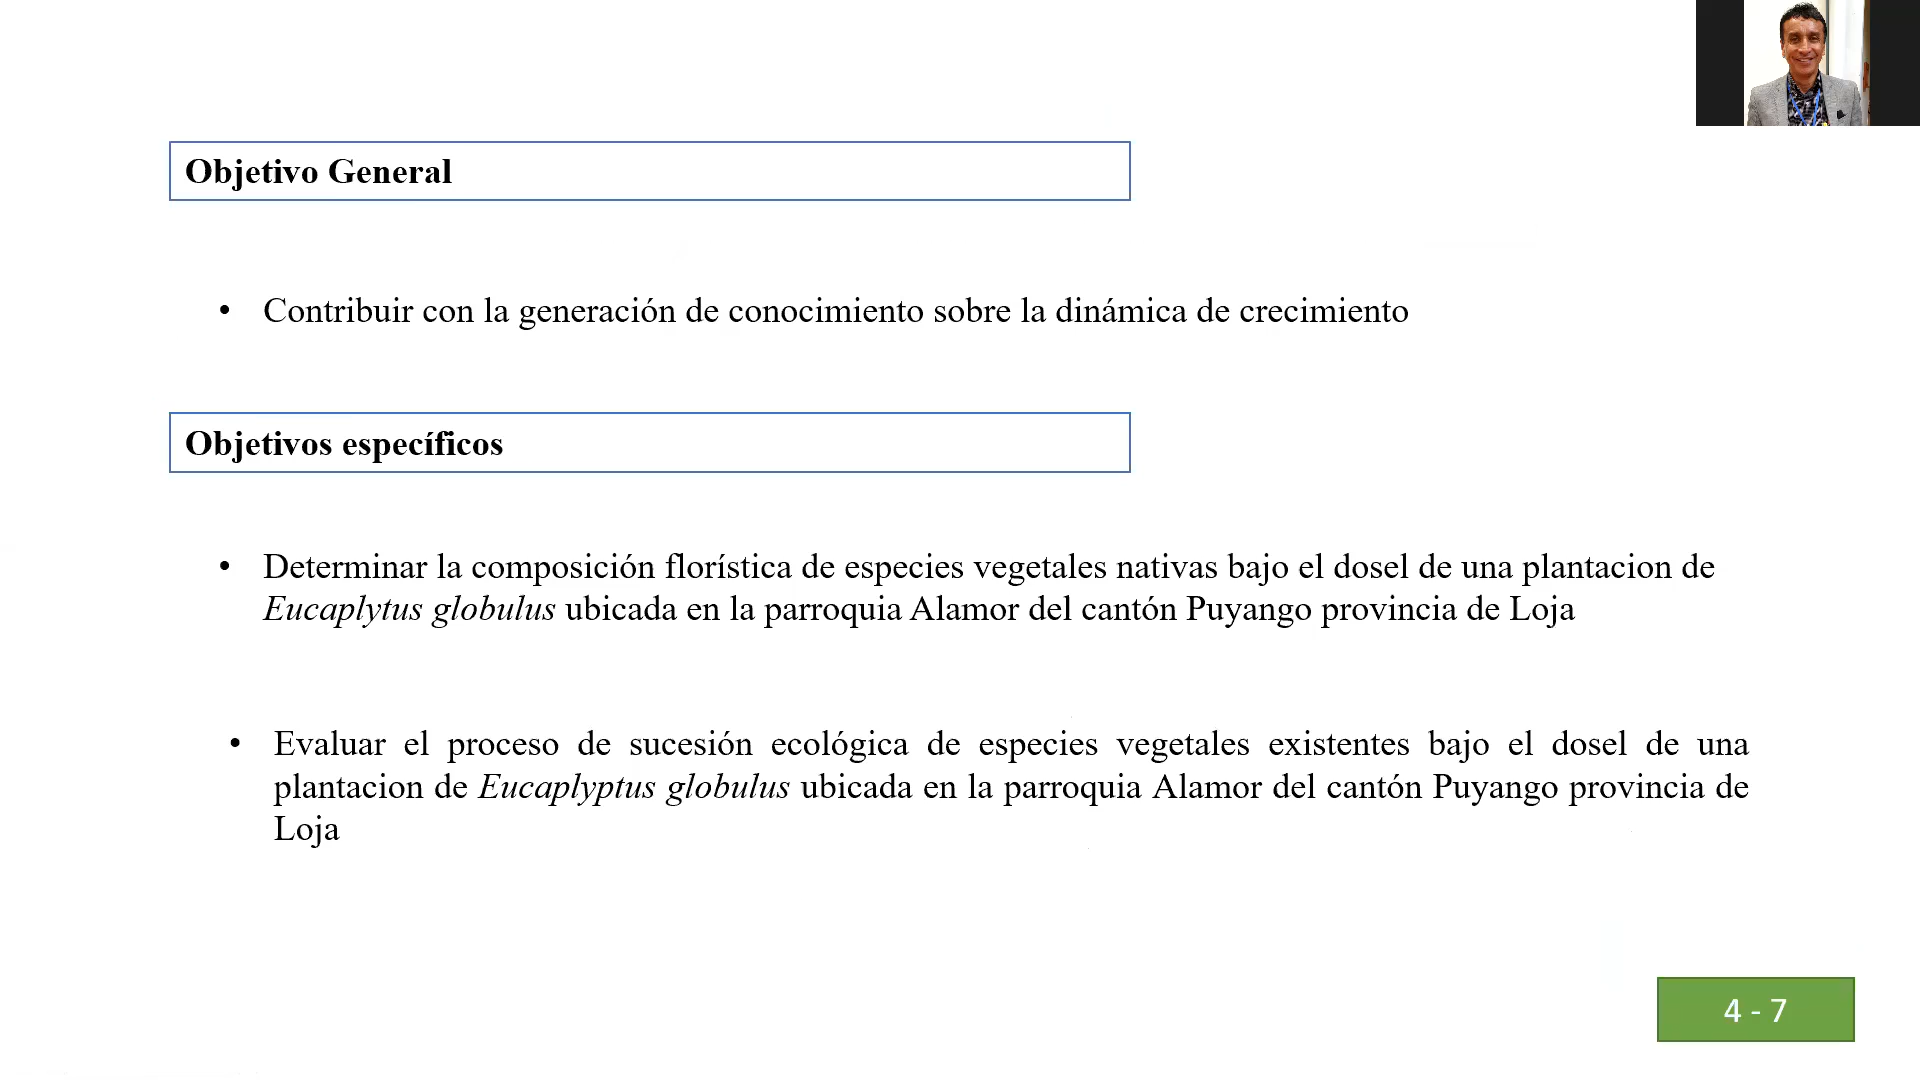 Objetivo General
• Contribuir con la generación de conocimiento sobre la dinámica de crecimiento
Objetivos específicos
• Determinar la composición florística de especies vegetales nativas bajo el dosel de una plantacion de
Eucaplytus globulus ubicada en la parroquia Alamor del cantón Puyango provincia de Loja
• Evaluar el proceso de sucesión ecológica de especies vegetales existentes bajo el dosel de una
plantacion de Eucaplyptus globulus ubicada en la parroquia Alamor del cantón Puyango provincia de
Loja
4 - 7